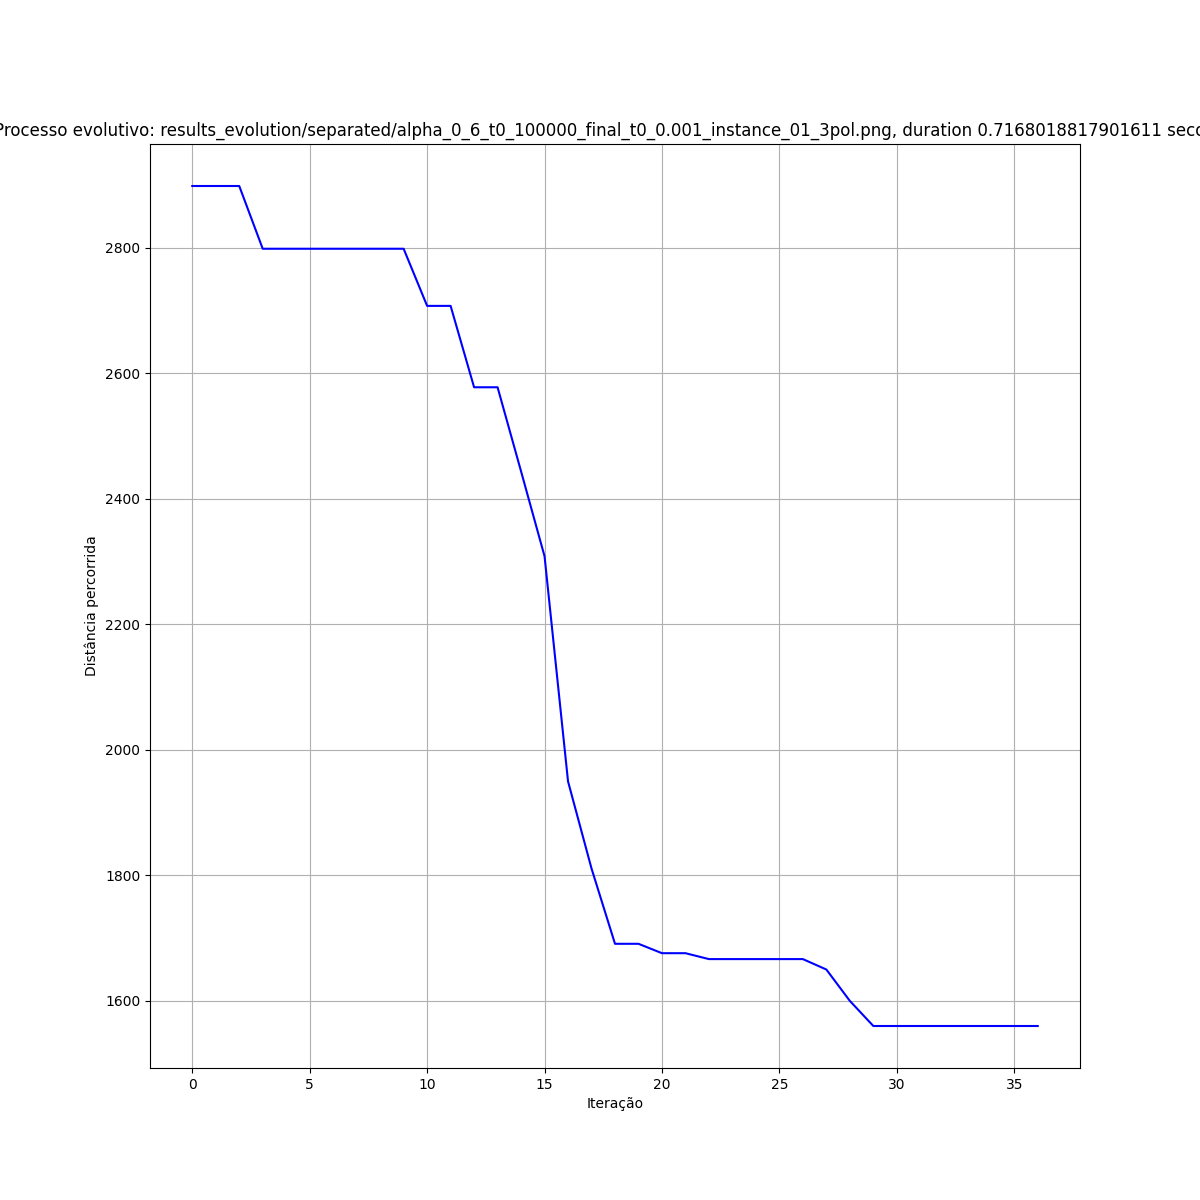 Processo evolutivo: results_evolution/separated/alpha_0_6_t0_100000_final_t0_0.001_instance_01_3pol.png, duration 0.7168018817901611
2800
2600
2400
2200
2000
1800
1600
Distância percorrida
0 5 10 15 20 25 30 35
Iteração